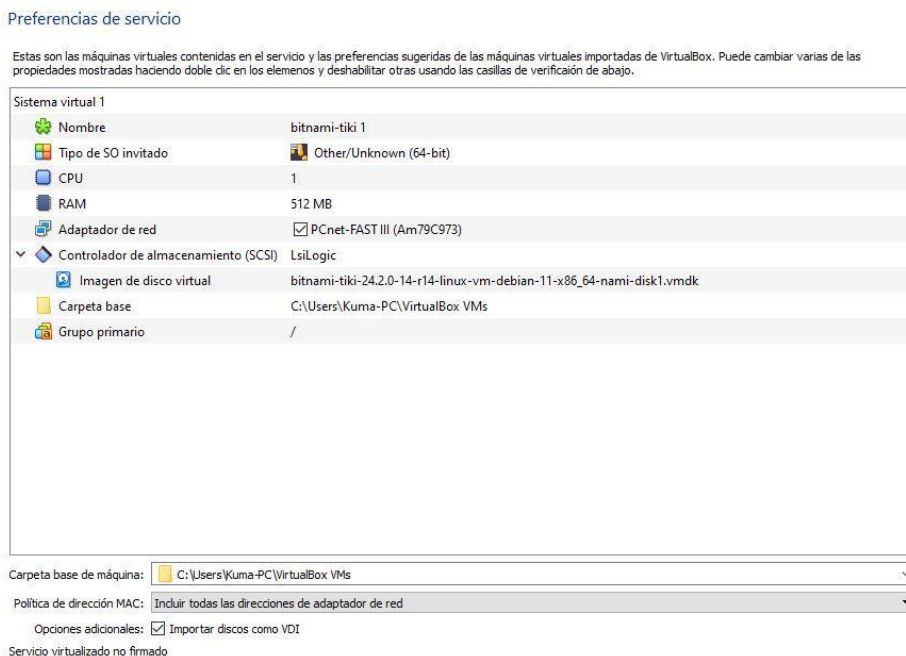 Preferencias de servicio
Estas son las máquinas virtuales contenidas en el servicio y las preferencias sugeridas de las máquinas virtuales importadas de VirtualBox. Puede cambiar varias de las
propiedades mostradas haciendo doble clic en los elemenos y deshabilitar otras usando las casillas de verificaión de abajo.
Sistema virtual 1
Nombre bitnami-tiki 1
Tipo de SO invitado Other/Unknown (64-bit)
CPU 1
RAM 512 MB
Adaptador de red PCnet-FAST III (Am79C973)
Controlador de almacenamiento (SCSI) LsiLogic
Imagen de disco virtual bitnami-tiki-24.2.0-14-r14-linux-vm-debian-11-x86_64-nami-disk1.vmdk
Carpeta base C:\Users\Kuma-PC\VirtualBox VMs
Grupo primario /
Carpeta base de máquina: C:\Users\Kuma-PC\VirtualBox VMs
Política de dirección MAC: Incluir todas las direcciones de adaptador de red
Opciones adicionales: Importar discos como VDI
Servicio virtualizado no firmado